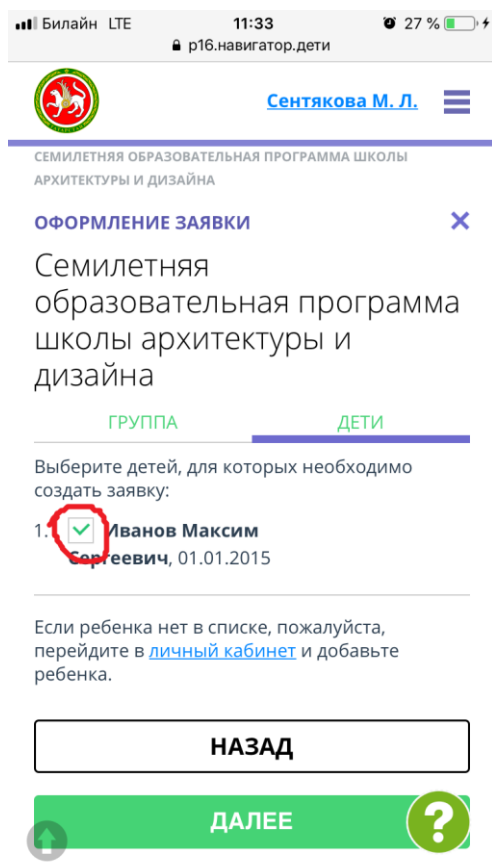 Билайн LTE 11:33 27 %
р16.навигатор.дети
Сентякова М. Л.
СЕМИЛЕТНЯЯ ОБРАЗОВАТЕЛЬНАЯ ПРОГРАММА ШКОЛЫ
АРХИТЕКТУРЫ И ДИЗАЙНА
ОФОРМЛЕНИЕ ЗАЯВКИ
Семилетняя
образовательная программа
школы архитектуры и
дизайна
ГРУППА ДЕТИ
Выберите детей, для которых необходимо
создать заявку:
1. Иванов Максим
Сергеевич, 01.01.2015
Если ребенка нет в списке, пожалуйста,
перейдите в личный кабинет и добавьте
ребенка.
НАЗАД
ДАЛЕЕ ?